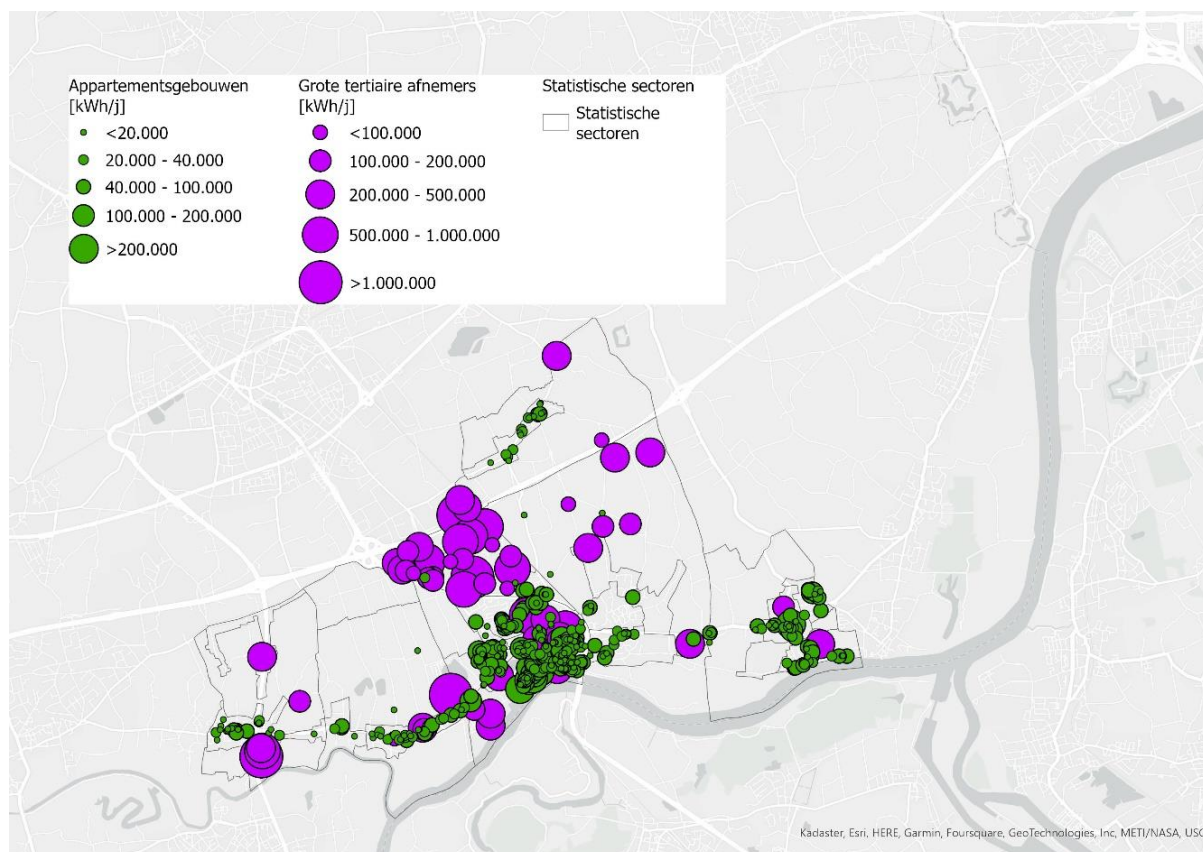 Appartementsgebouwen
[kWh/j]
<20.000
20.000 - 40.000
40.000 - 100.000
100.000 - 200.000
>200.000
Grote tertiaire afnemers
[kWh/j]
<100.000
100.000 - 200.000
200.000 - 500.000
500.000 - 1.000.000
>1.000.000
Statistische sectoren
Statistische
sectoren
Kadaster, Esri, HERE, Garmin, Foursquare, GeoTechnologies, Inc, METI/NASA, USG